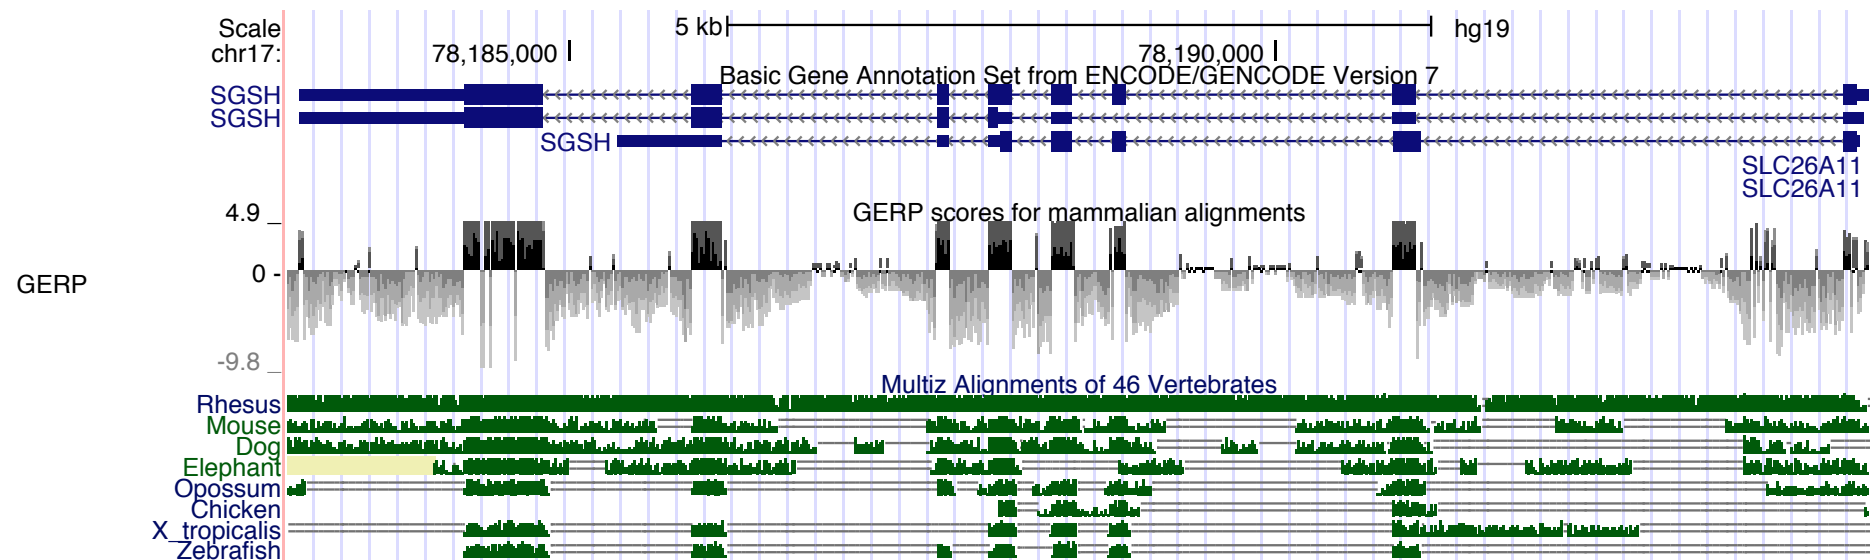 Scale 5 kb hg19
chr17: 78,185,000 78,190,000
Basic Gene Annotation Set from ENCODE/GENCODE Version 7
SGSH
SGSH
SGSH
SLC26A11
SLC26A11
GERP scores for mammalian alignments
4.9 _
0 -
GERP
-9.8 _
Multiz Alignments of 46 Vertebrates
Rhesus
Mouse
Dog
Elephant
Opossum
Chicken
X_tropicalis
Zebrafish